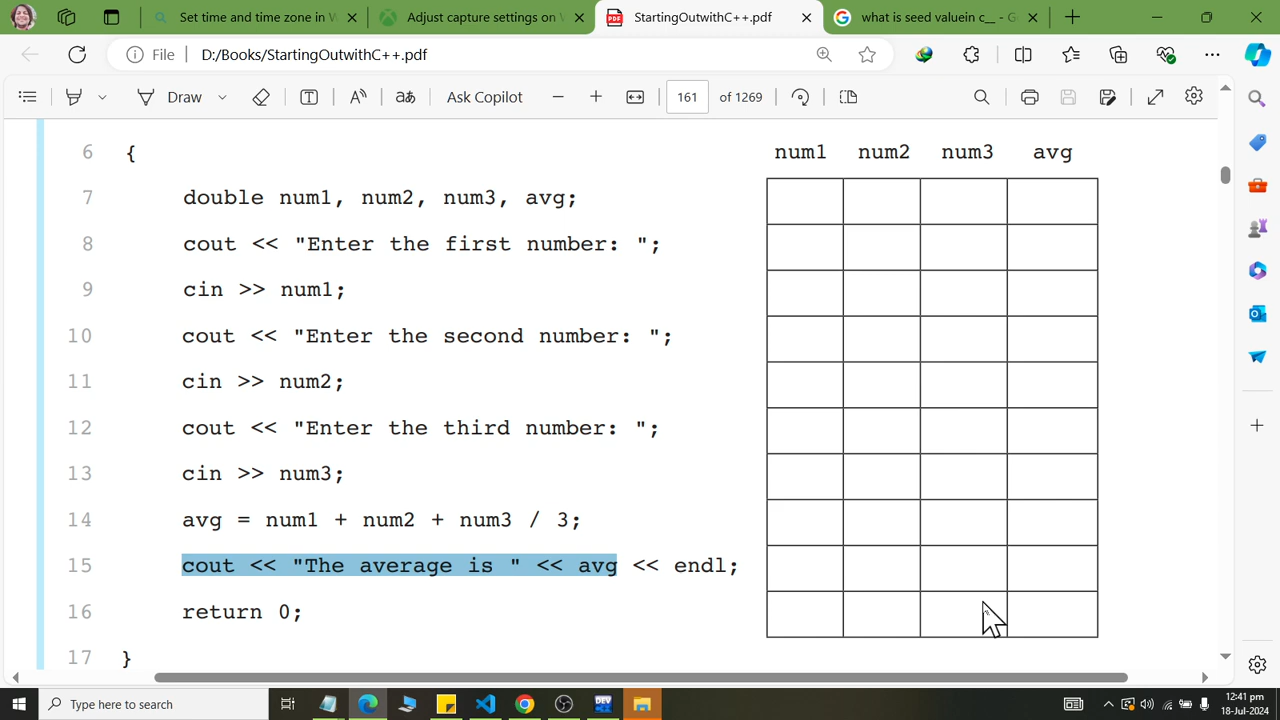 Set time and time zone in W
Adjust capture settings on W
StartingOutwithC++.pdf
what is seed valuein c__ - G
File
D:/Books/StartingOutwithC++.pdf
Draw
aあ
Ask Copilot
161 of 1269
num1 num2 num3 avg
6 {
7 double num1, num2, num3, avg;
8 cout << "Enter the first number: ";
9 cin >> num1;
10 cout << "Enter the second number: ";
11 cin >> num2;
12 cout << "Enter the third number: ";
13 cin >> num3;
14 avg = num1 + num2 + num3 / 3;
15 cout << "The average is " << avg << endl;
16 return 0;
17 }
Type here to search
DEV
12:41 pm
18-Jul-2024